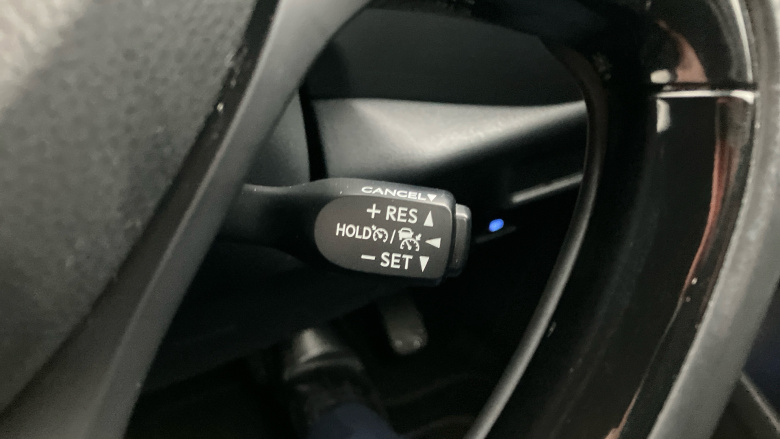 CANCEL▼
+ RES ▲
HOLD / ◀
− SET ▼